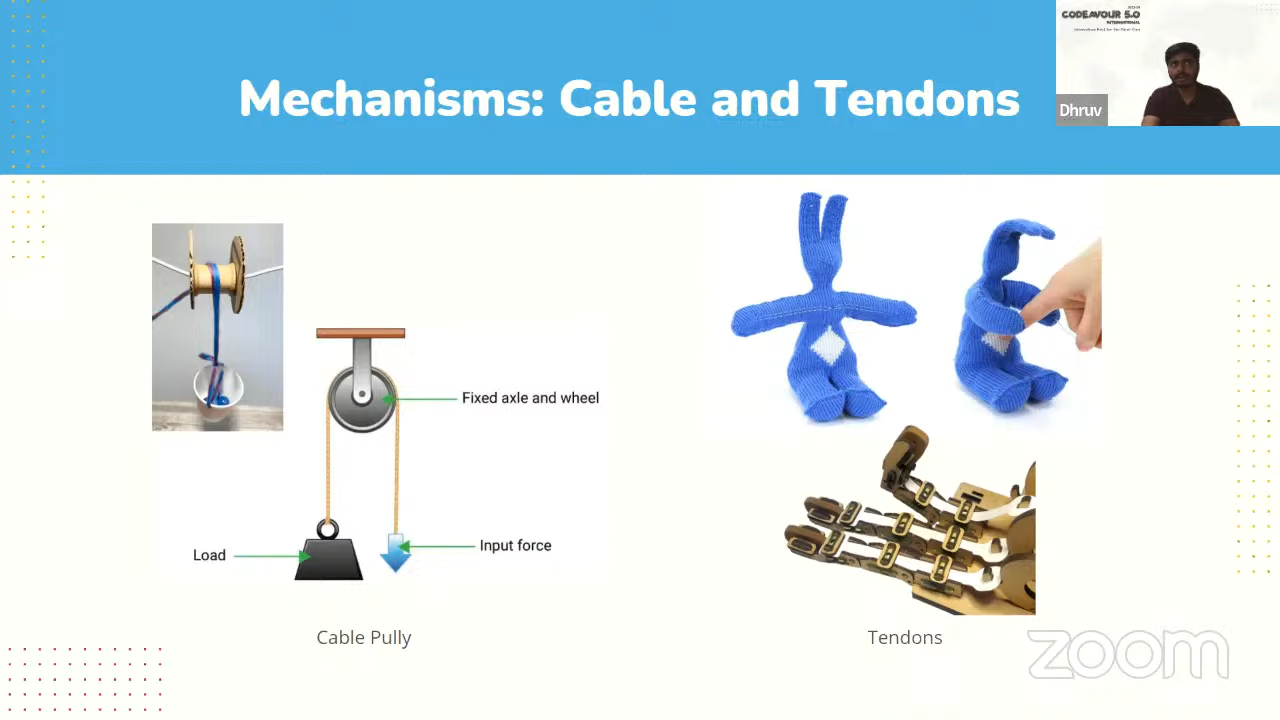 CODEAVOUR 5.0
INTERNATIONAL
Mechanisms: Cable and Tendons
Dhruv
Fixed axle and wheel
Load
Input force
Cable Pully
Tendons
zoom